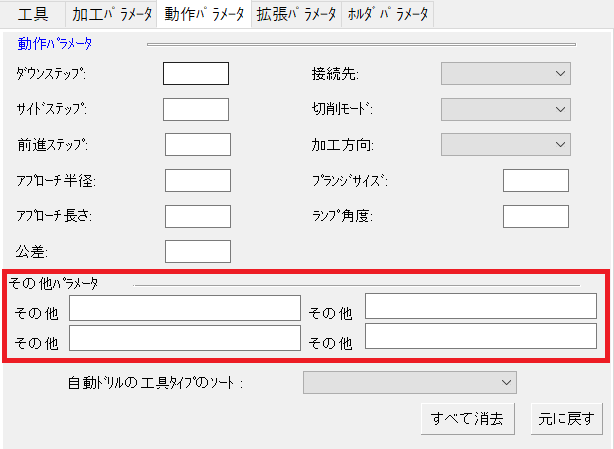 工具 加工ﾊﾟﾗﾒｰﾀ 動作ﾊﾟﾗﾒｰﾀ 拡張ﾊﾟﾗﾒｰﾀ ﾎﾙﾀﾞﾊﾟﾗﾒｰﾀ
動作ﾊﾟﾗﾒｰﾀ
ﾀﾞｳﾝｽﾃｯﾌﾟ: 接続先:
ｻｲﾄﾞｽﾃｯﾌﾟ: 切削ﾓｰﾄﾞ:
前進ｽﾃｯﾌﾟ: 加工方向:
ｱﾌﾟﾛｰﾁ半径: ﾌﾟﾗﾝｼﾞｻｲｽﾞ:
ｱﾌﾟﾛｰﾁ長さ: ﾗﾝﾌﾟ角度:
公差:
その他ﾊﾟﾗﾒｰﾀ
その他 その他
その他 その他
自動ﾄﾞﾘﾙの工具ﾀｲﾌﾟのｿｰﾄ :
すべて消去 元に戻す